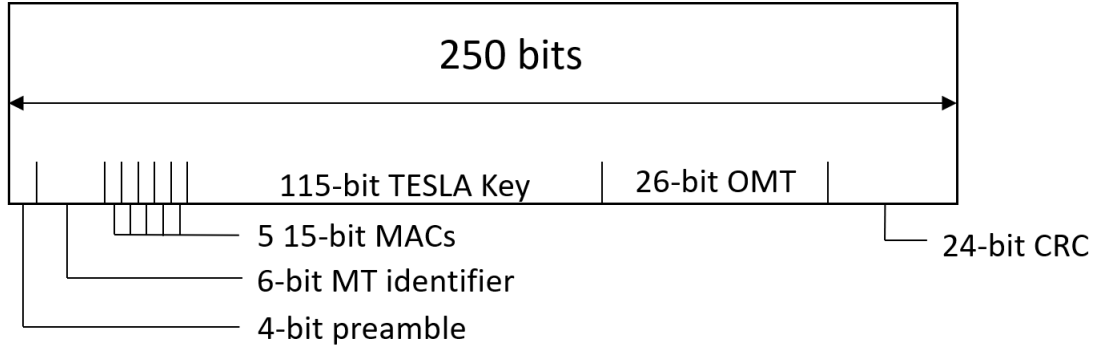 250 bits
115-bit TESLA Key
26-bit OMT
5 15-bit MACs
24-bit CRC
6-bit MT identifier
4-bit preamble